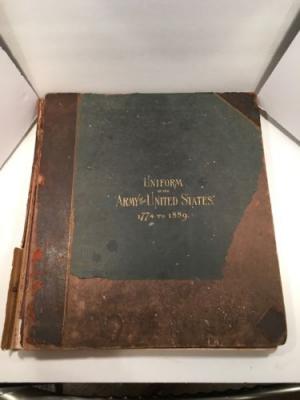 UNIFORM
OF THE
ARMY OF THE UNITED STATES.
1774 TO 1889.